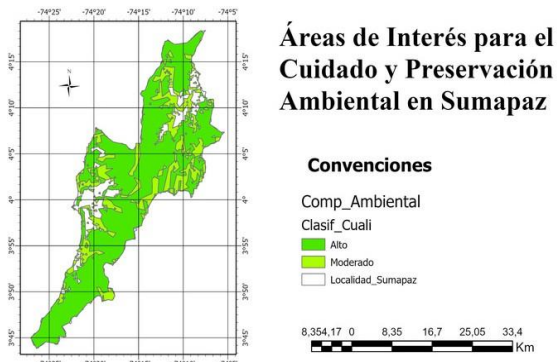 -74°20' -74°15' -74°10' -74°5'
Áreas de Interés para el
Cuidado y Preservación
Ambiental en Sumapaz
4°15'
N
4°10'
4°5'
4°
3°55'
3°50'
3°45'
Convenciones
Comp_Ambiental
Clasif_Cuali
Alto
Moderado
Localidad_Sumapaz
8,354,17 0 8,35 16,7 25,05 33,4
Km